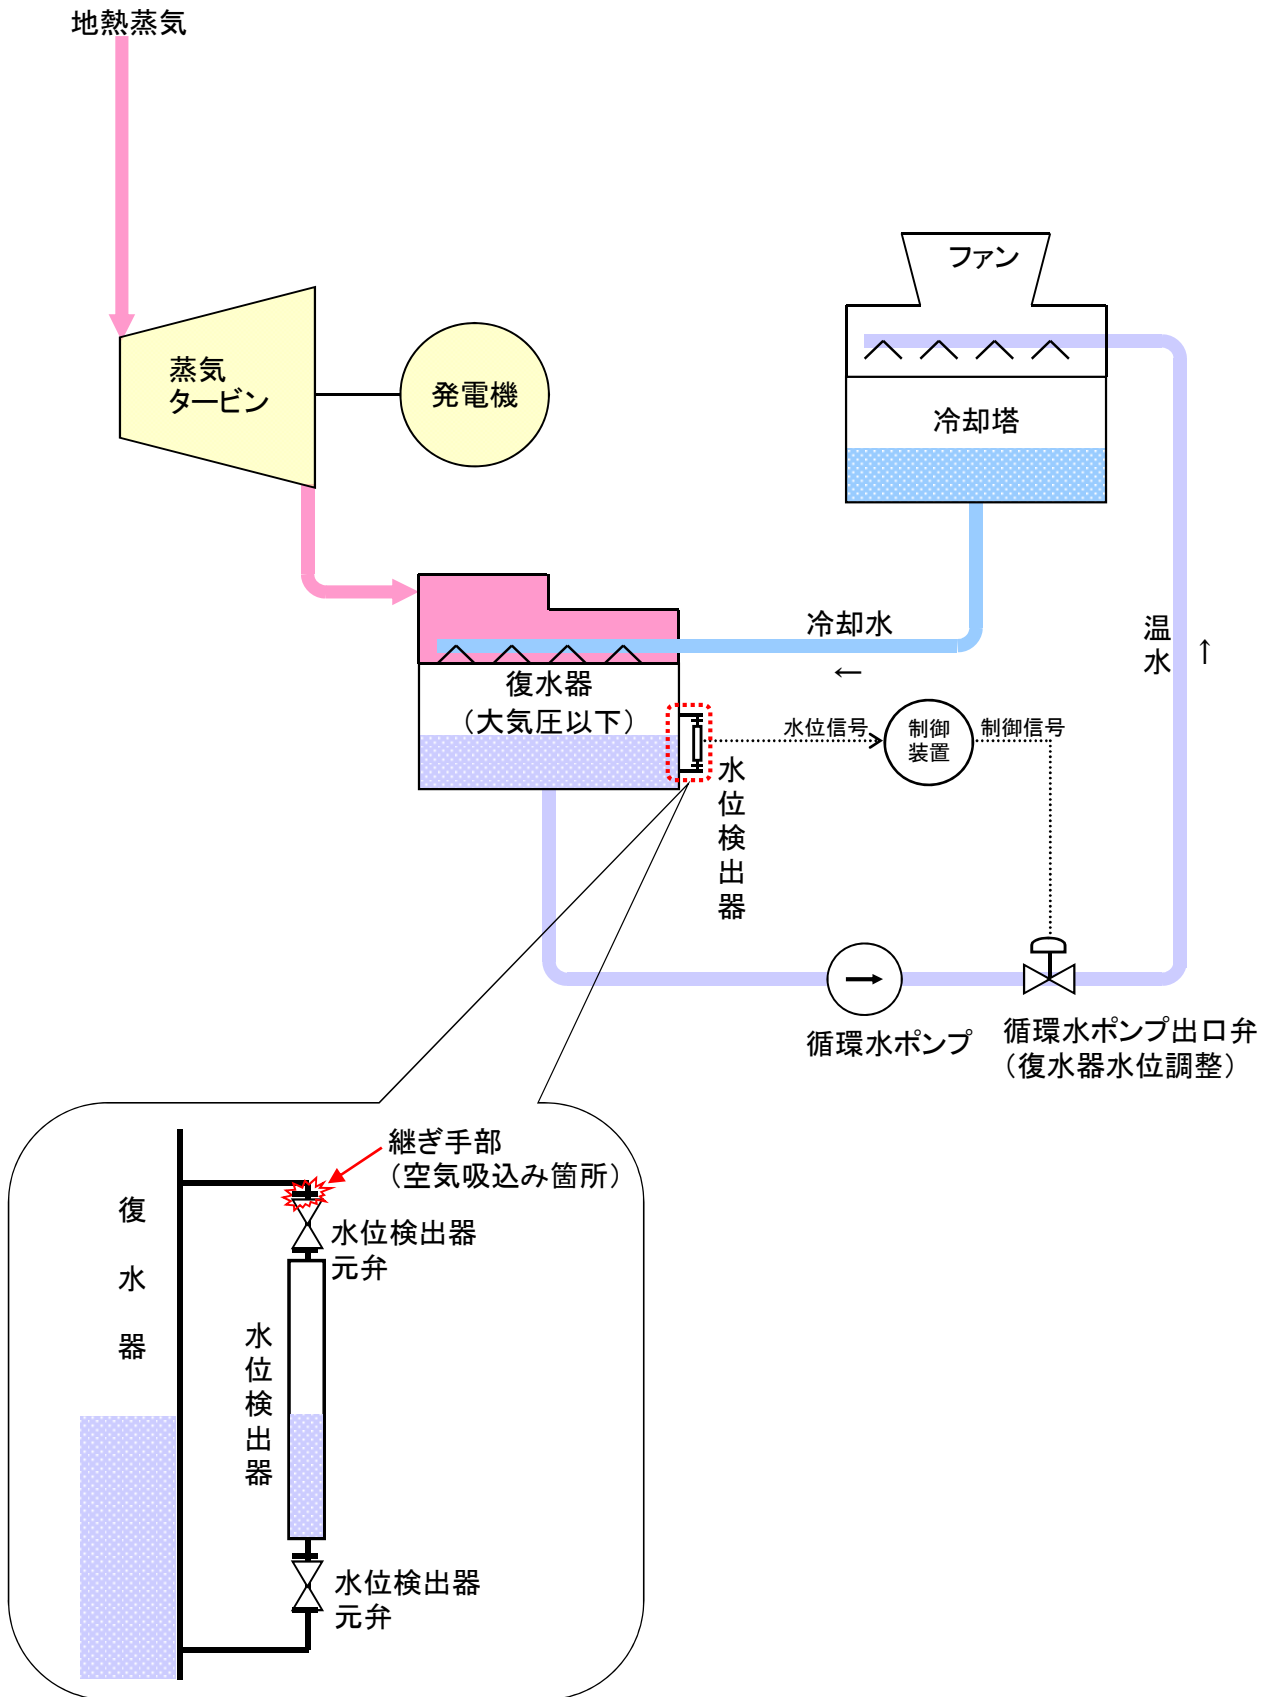 地熱蒸気
ファン
蒸気
タービン
発電機
冷却塔
冷却水
←
温水
↑
復水器
（大気圧以下）
水位信号
制御
装置
制御信号
水位検出器
循環水ポンプ
循環水ポンプ出口弁
（復水器水位調整）
継ぎ手部
（空気吸込み箇所）
復水器
水位検出器
元弁
水位検出器
水位検出器
元弁